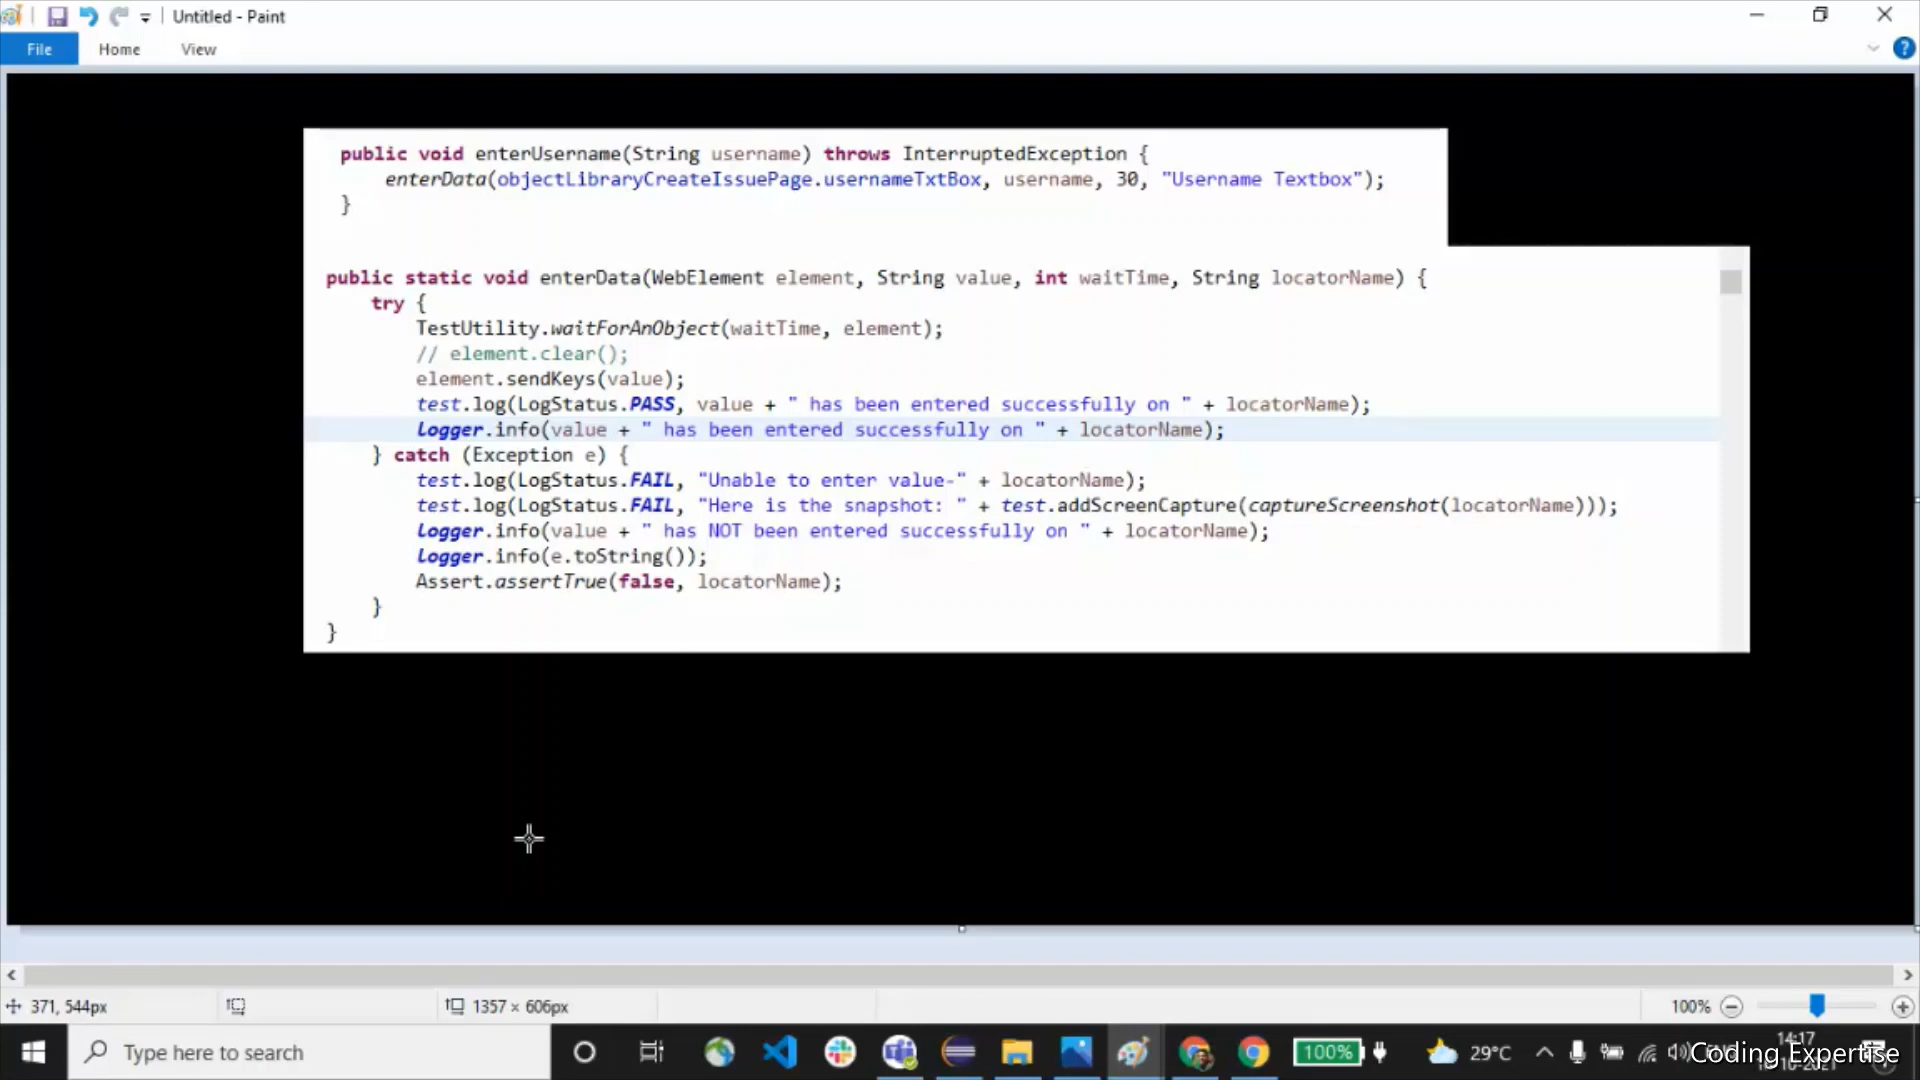 Untitled - Paint
File Home View
public void enterUsername(String username) throws InterruptedException {
enterData(objectLibraryCreateIssuePage.usernameTxtBox, username, 30, "Username Textbox");
}
public static void enterData(WebElement element, String value, int waitTime, String locatorName) {
try {
TestUtility.waitForAnObject(waitTime, element);
// element.clear();
element.sendKeys(value);
test.log(LogStatus.PASS, value + " has been entered successfully on " + locatorName);
Logger.info(value + " has been entered successfully on " + locatorName);
} catch (Exception e) {
test.log(LogStatus.FAIL, "Unable to enter value-" + locatorName);
test.log(LogStatus.FAIL, "Here is the snapshot: " + test.addScreenCapture(captureScreenshot(locatorName)));
Logger.info(value + " has NOT been entered successfully on " + locatorName);
Logger.info(e.toString());
Assert.assertTrue(false, locatorName);
}
}
371, 544px
1357 × 606px
100%
Type here to search
100%
29°C
14:17
Coding Expertise